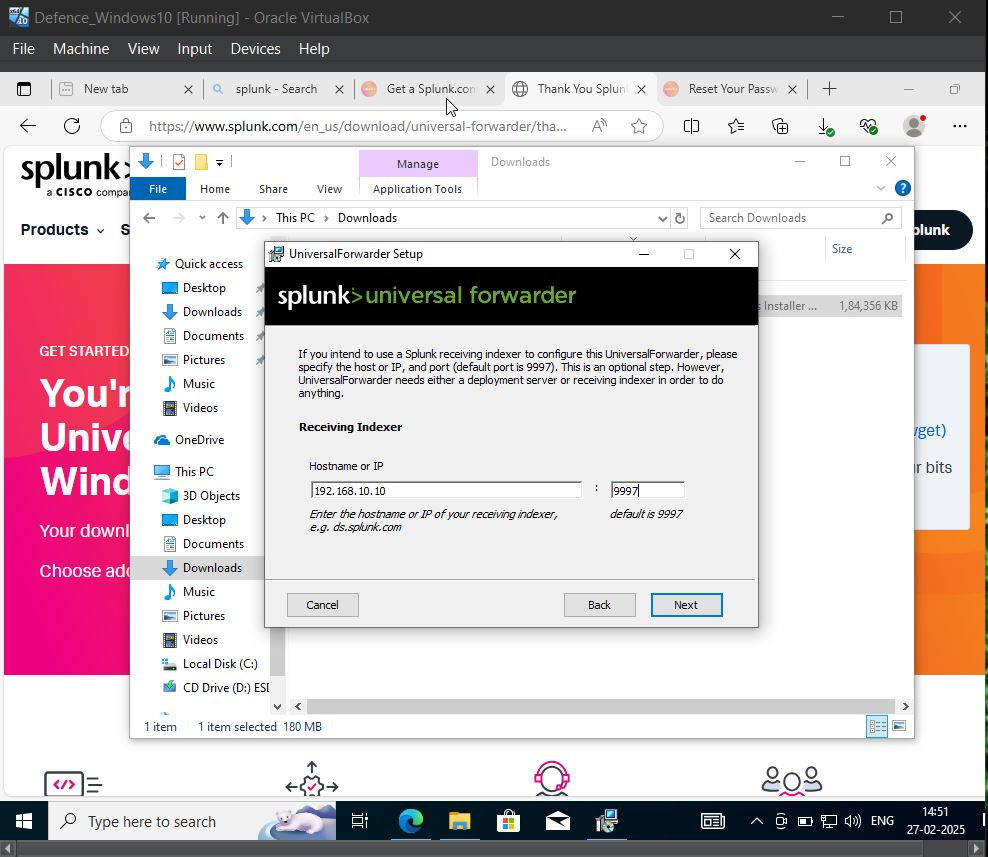 Defence_Windows10 [Running] - Oracle VirtualBox
File Machine View Input Devices Help
New tab
splunk - Search
Get a Splunk.con
Thank You Splun
Reset Your Passw
https://www.splunk.com/en_us/download/universal-forwarder/tha...
splunk>
a CISCO compa
Manage
Downloads
File Home Share View Application Tools
This PC > Downloads
Search Downloads
Products
S
plunk
Size
s Installer ... 1,84,356 KB
Quick access
Desktop
Downloads
Documents
Pictures
Music
Videos
OneDrive
This PC
3D Objects
Desktop
Documents
Downloads
Music
Pictures
Videos
Local Disk (C:)
CD Drive (D:) ESD
GET STARTED
You'r
Unive
Wind
Your downl
Choose add
UniversalForwarder Setup
splunk>universal forwarder
If you intend to use a Splunk receiving indexer to configure this UniversalForwarder, please
specify the host or IP, and port (default port is 9997). This is an optional step. However,
UniversalForwarder needs either a deployment server or receiving indexer in order to do
anything.
Receiving Indexer
Hostname or IP
192.168.10.10 : 9997
Enter the hostname or IP of your receiving indexer,
e.g. ds.splunk.com
default is 9997
Cancel Back Next
wget)
r bits
1 item 1 item selected 180 MB
Type here to search
ENG
14:51
27-02-2025